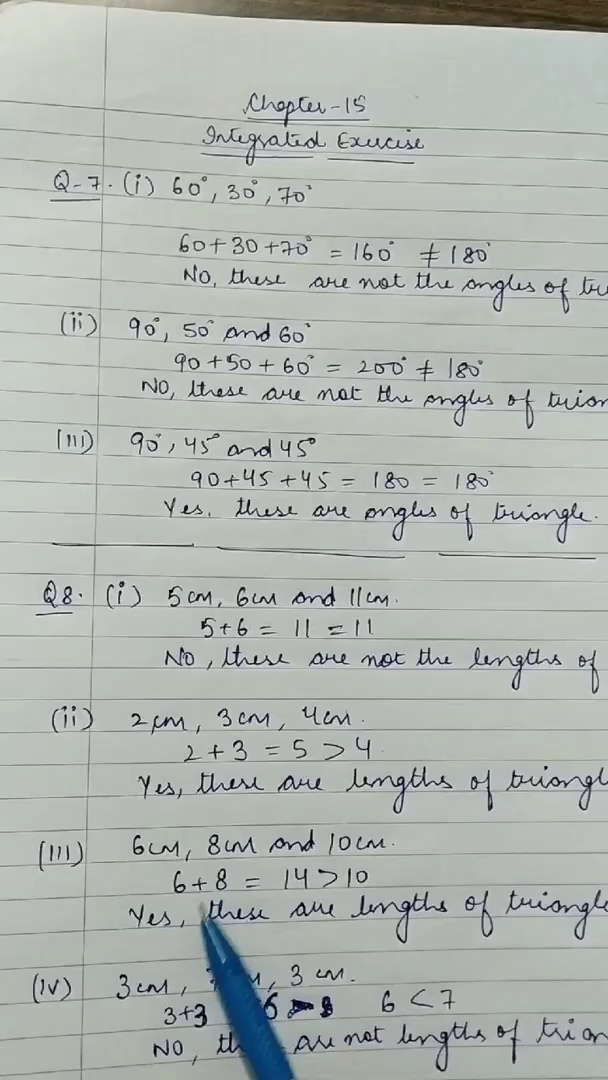 Chapter-15
Integrated Exercise
Q-7. (i) 60°, 30°, 70°
60+30+70° = 160° ≠ 180°
No, these are not the angles of
(ii) 90°, 50° and 60°
90+50+60° = 200° ≠ 180°
No, these are not the angles of
(iii) 90°, 45° and 45°
90+45+45 = 180 = 180°
Yes. these are angles of triangle.
Q8. (i) 5cm, 6cm and 11cm.
5+6 = 11 = 11
No, these are not the lengths of
(ii) 2cm, 3cm, 4cm.
2+3 = 5 > 4
Yes, these are lengths of triangle
(iii) 6cm, 8cm and 10cm.
6+8 = 14 > 10
Yes, these are lengths of triangle
(iv) 3cm, 3 cm.
3+3 6 6 < 7
No, are not lengths of